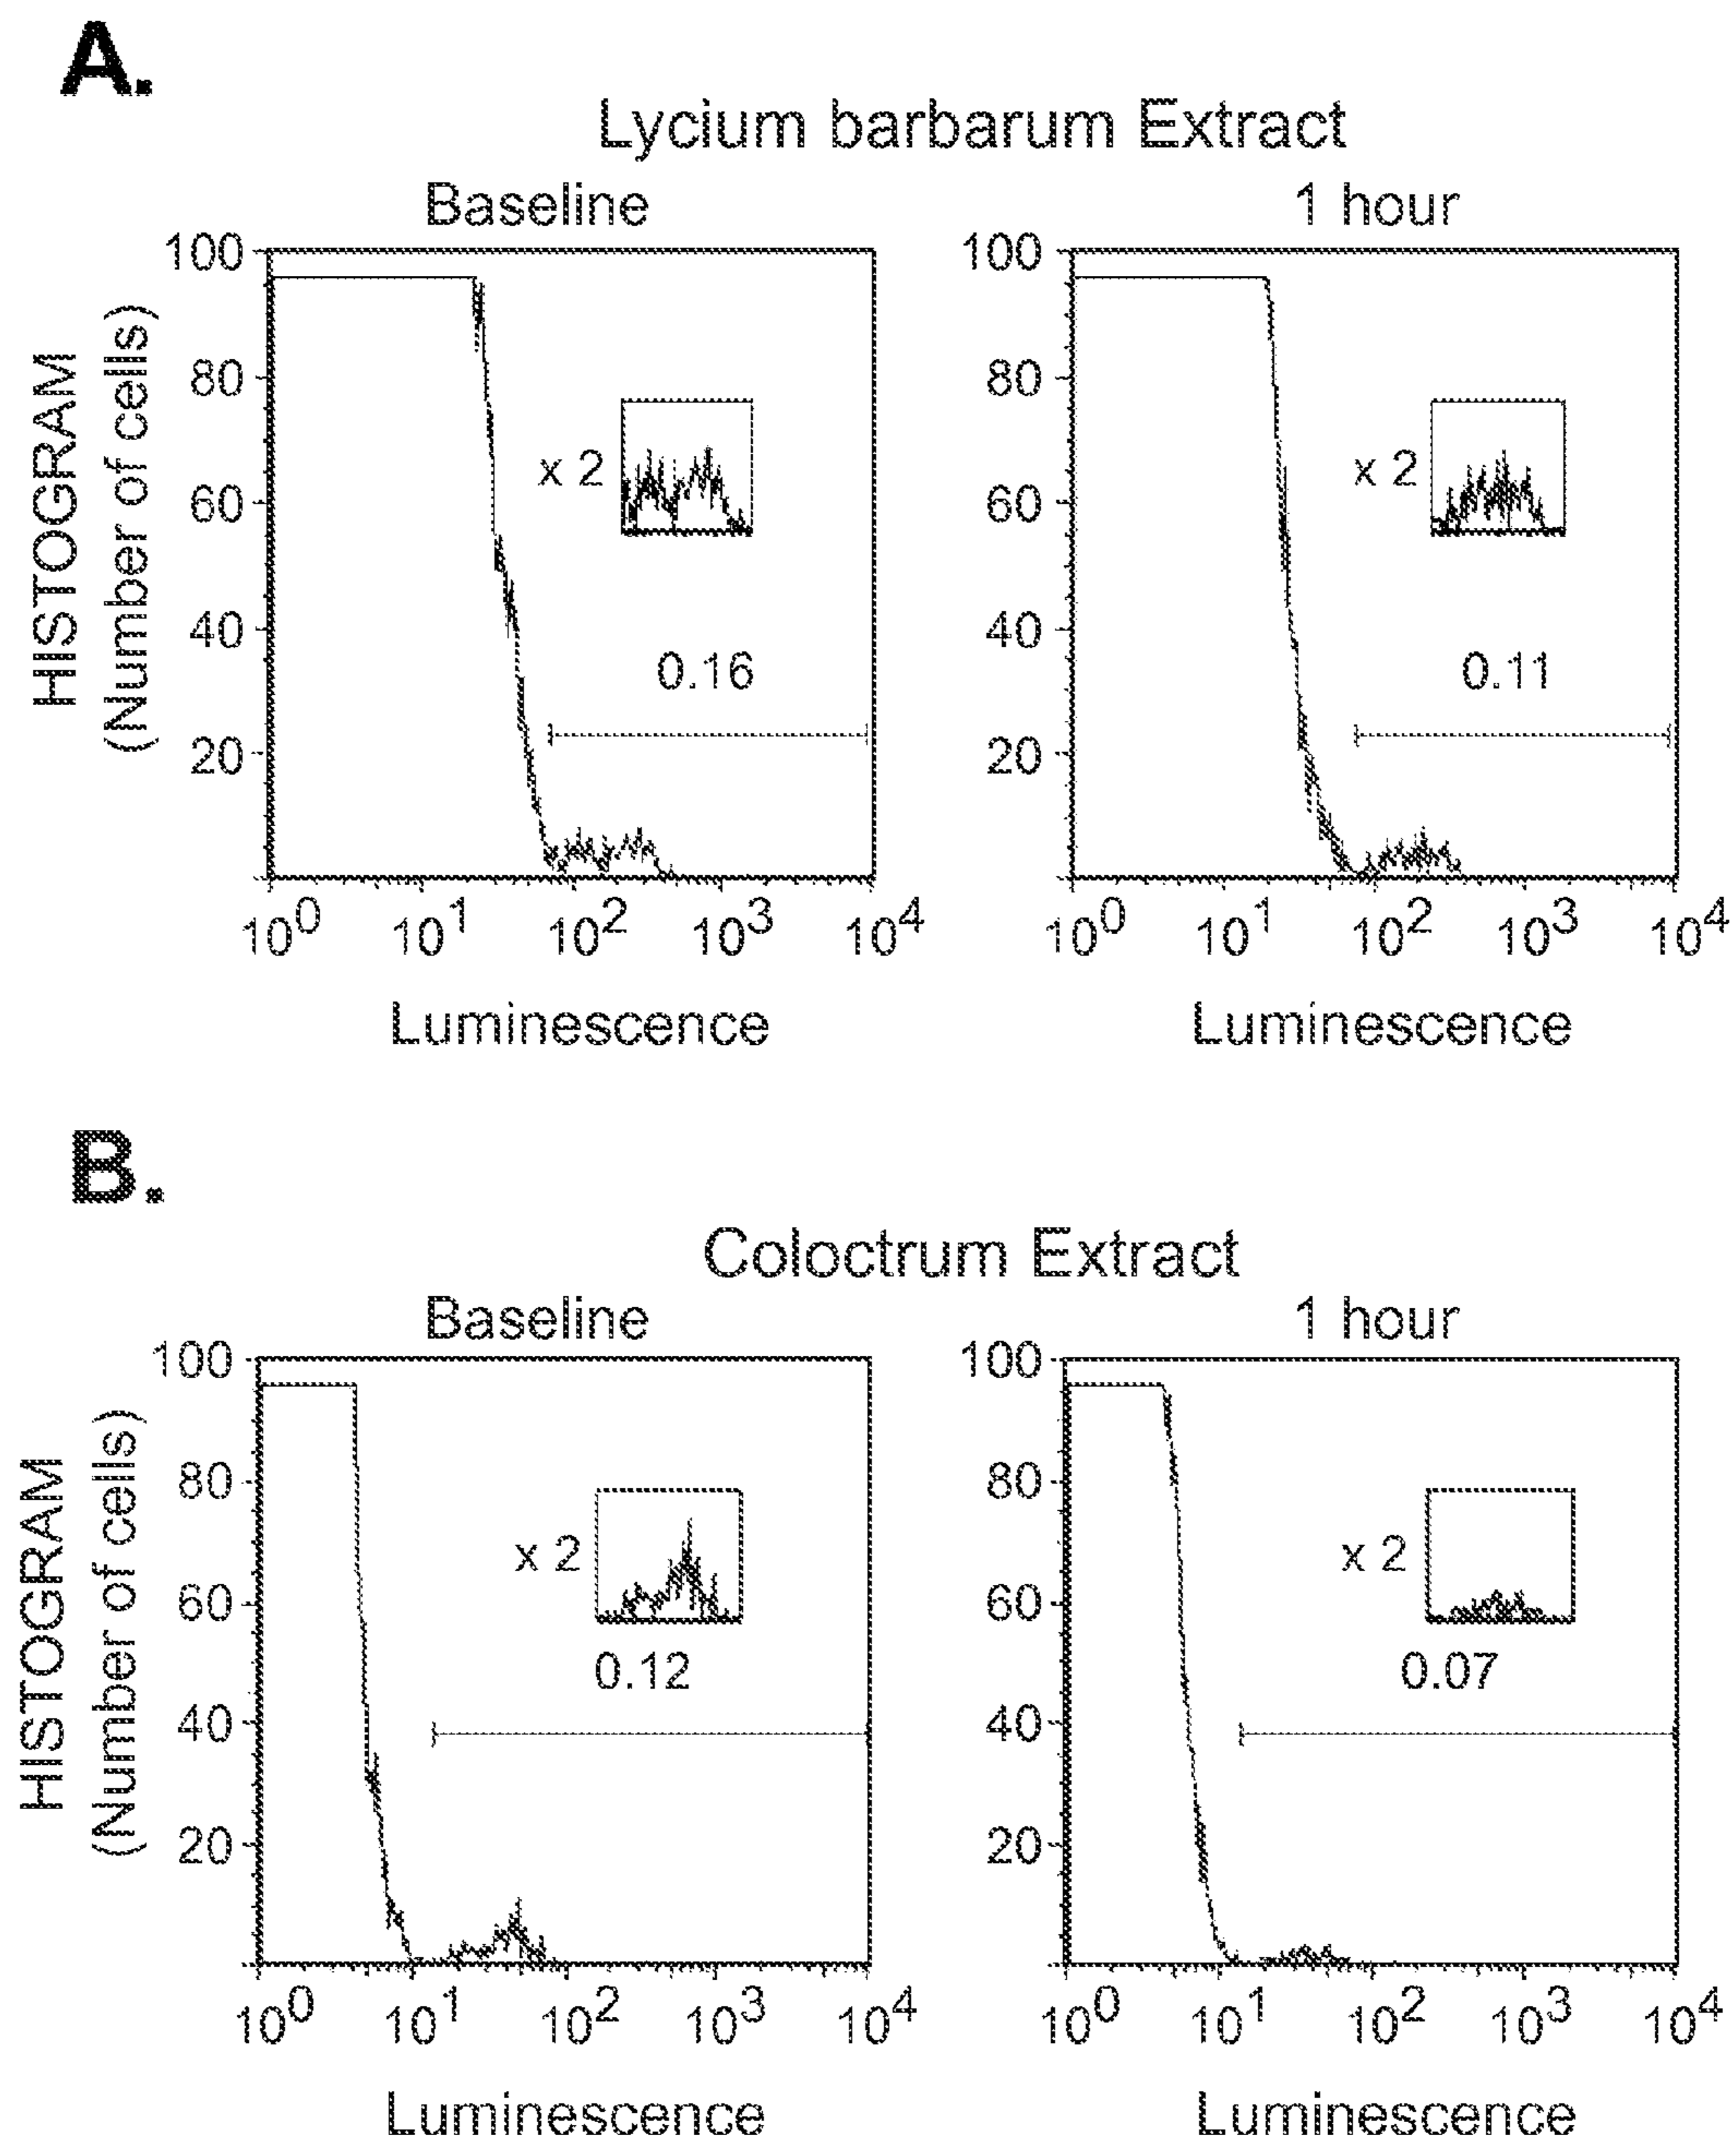 A.
Lycium barbarum Extract
Baseline
1 hour
HISTOGRAM
(Number of cells)
100
80
60
40
20
x 2
0.16
10^0 10^1 10^2 10^3 10^4
Luminescence
100
80
60
40
20
x 2
0.11
10^0 10^1 10^2 10^3 10^4
Luminescence
B.
Coloctrum Extract
Baseline
1 hour
HISTOGRAM
(Number of cells)
100
80
60
40
20
x 2
0.12
10^0 10^1 10^2 10^3 10^4
Luminescence
100
80
60
40
20
x 2
0.07
10^0 10^1 10^2 10^3 10^4
Luminescence